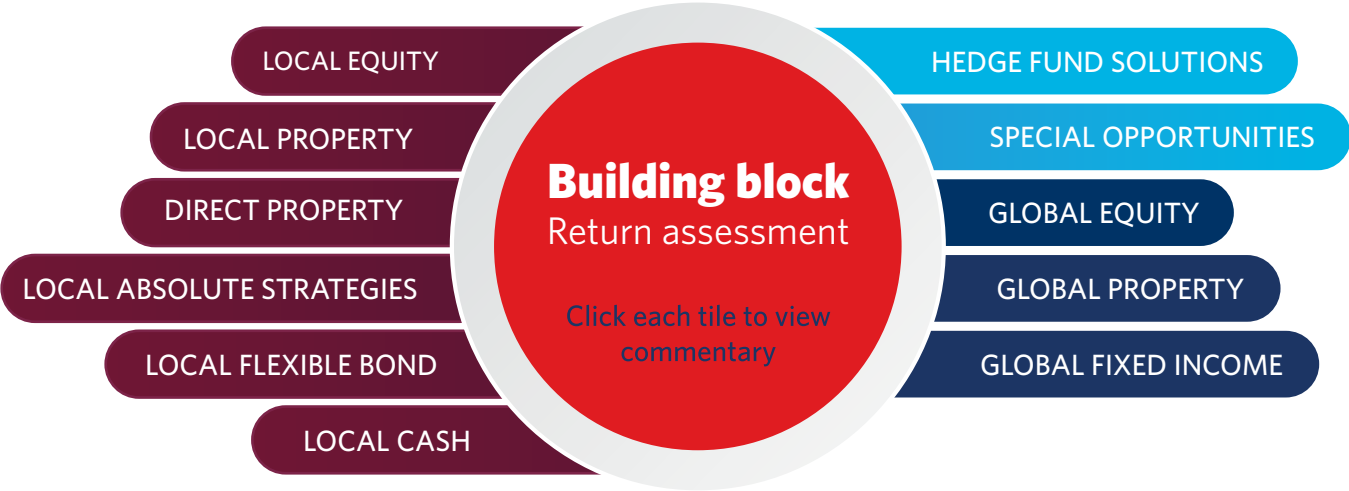 LOCAL EQUITY
LOCAL PROPERTY
DIRECT PROPERTY
LOCAL ABSOLUTE STRATEGIES
LOCAL FLEXIBLE BOND
LOCAL CASH
Building block
Return assessment
Click each tile to view
commentary
HEDGE FUND SOLUTIONS
SPECIAL OPPORTUNITIES
GLOBAL EQUITY
GLOBAL PROPERTY
GLOBAL FIXED INCOME